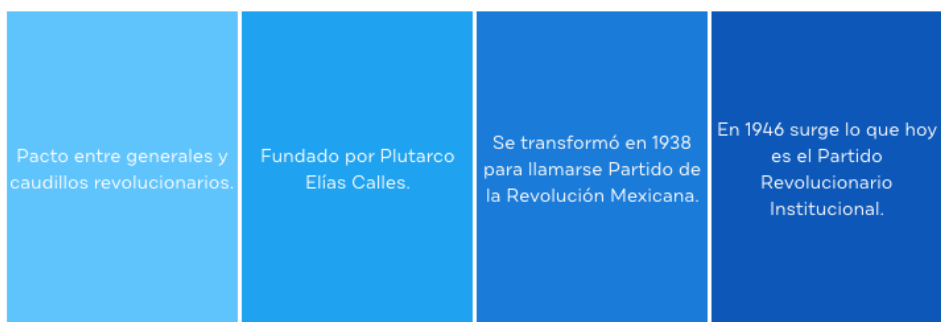 Pacto entre generales y
caudillos revolucionarios.
Fundado por Plutarco
Elías Calles.
Se transformó en 1938
para llamarse Partido de
la Revolución Mexicana.
En 1946 surge lo que hoy
es el Partido
Revolucionario
Institucional.